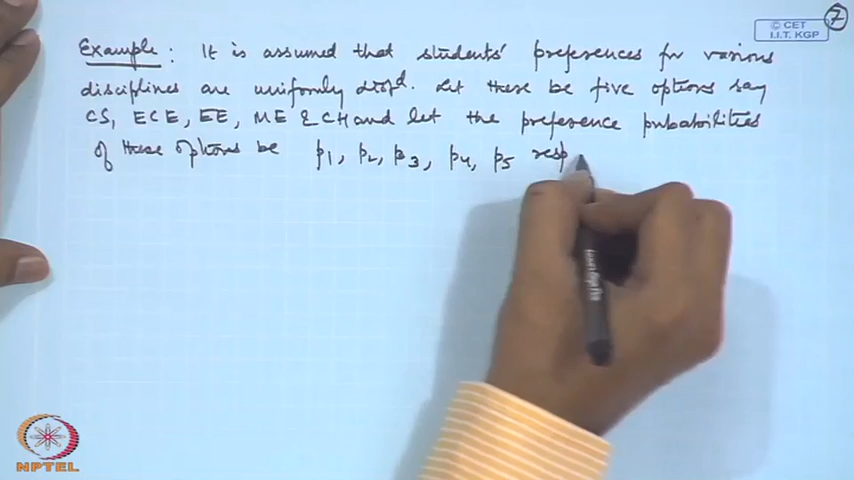 © CET
I.I.T. KGP
7
Example: It is assumed that students' preferences for various
disciplines are uniformly distd. Let there be five options say
CS, ECE, EE, ME & CH and let the preference probabilities
of these options be p1, p2, p3, p4, p5 resp
NPTEL